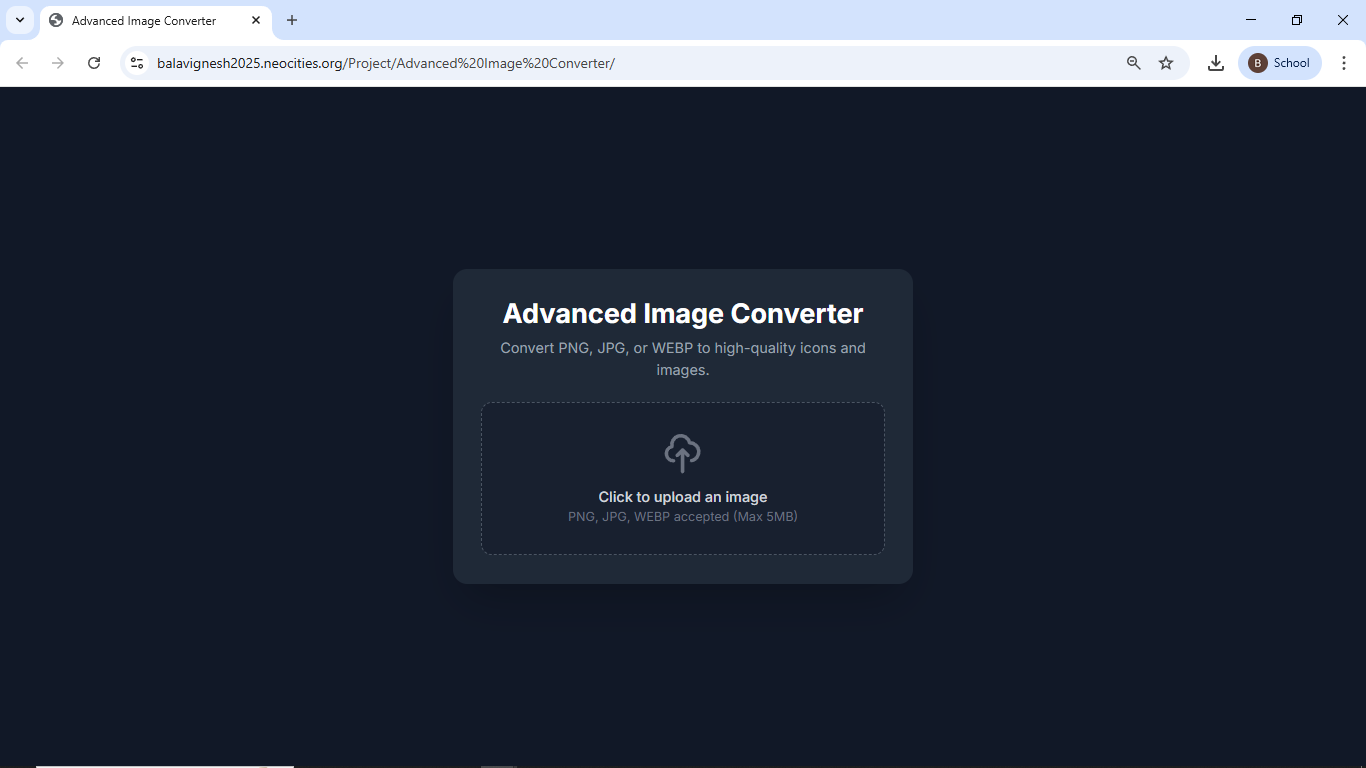 Advanced Image Converter
balavignesh2025.neocities.org/Project/Advanced%20Image%20Converter/
B School
Advanced Image Converter
Convert PNG, JPG, or WEBP to high-quality icons and
images.
Click to upload an image
PNG, JPG, WEBP accepted (Max 5MB)